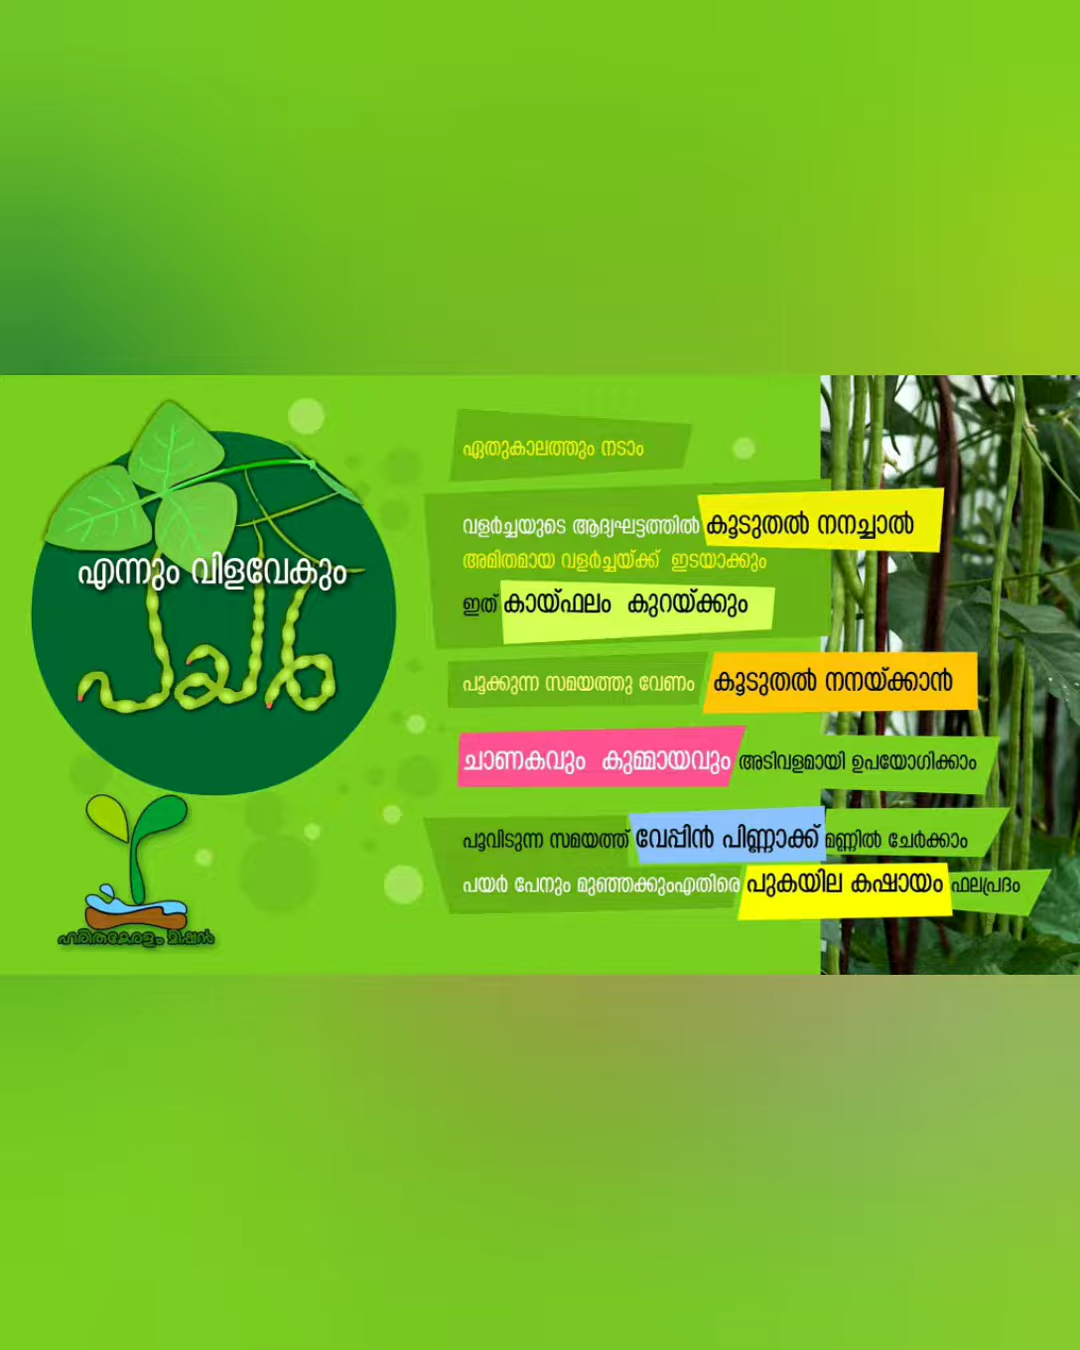 എന്നും വിളവേകും
പയർ
ഹരിതകേരളം മിഷൻ
ഏതുകാലത്തും നടാം
വളർച്ചയുടെ ആദ്യഘട്ടത്തിൽ കൂടുതൽ നനച്ചാൽ
അമിതമായ വളർച്ചയ്ക്ക് ഇടയാക്കും
ഇത് കായ്ഫലം കുറയ്ക്കും
പൂക്കുന്ന സമയത്തു വേണം കൂടുതൽ നനയ്ക്കാൻ
ചാണകവും കുമ്മായവും അടിവളമായി ഉപയോഗിക്കാം
പൂവിടുന്ന സമയത്ത് വേപ്പിൻ പിണ്ണാക്ക് മണ്ണിൽ ചേർക്കാം
പയർ പേനും മുഞ്ഞക്കുംഎതിരെ പുകയില കഷായം ഫലപ്രദം